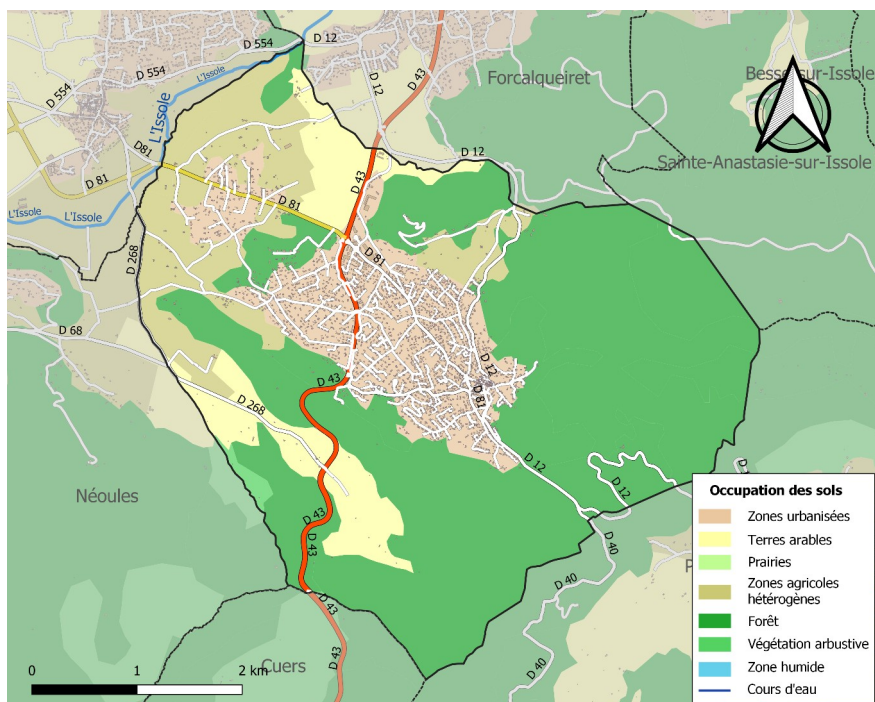 D 554
D 12
D 554
L'Issole
D 43
Forcalqueiret
Besse-sur-Issole
D 554
L'Issole
D 12
D81
D 12
Sainte-Anastasie-sur-Issole
D 81
D 43
D 81
L'Issole
L'Issole
D 268
D 81
D 68
D 12
D 43
D 81
D 268
D 12
Néoules
D 12
D 43
D 43
D 40
D 40
D 43
D 40
Cuers
0 1 2 km
Occupation des sols
Zones urbanisées
Terres arables
Prairies
Zones agricoles
hétérogènes
Forêt
Végétation arbustive
Zone humide
Cours d'eau